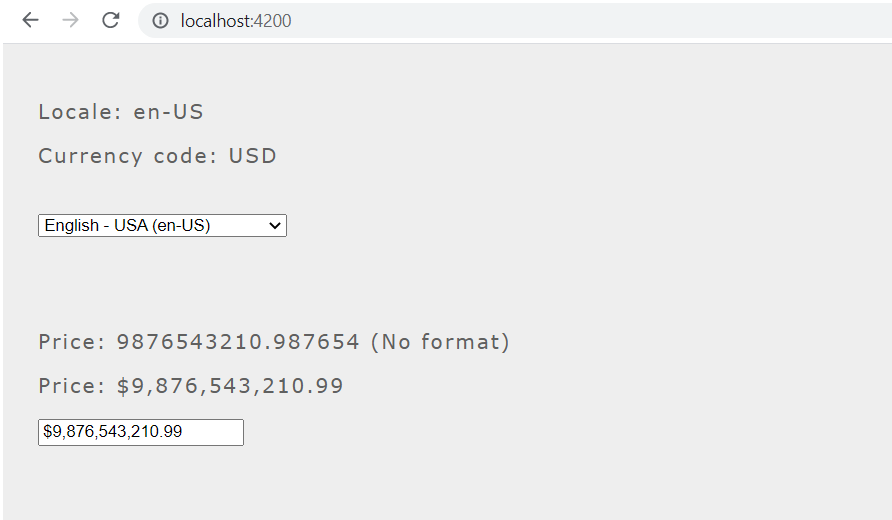 localhost:4200
Locale: en-US
Currency code: USD
English - USA (en-US)
Price: 9876543210.987654 (No format)
Price: $9,876,543,210.99
$9,876,543,210.99